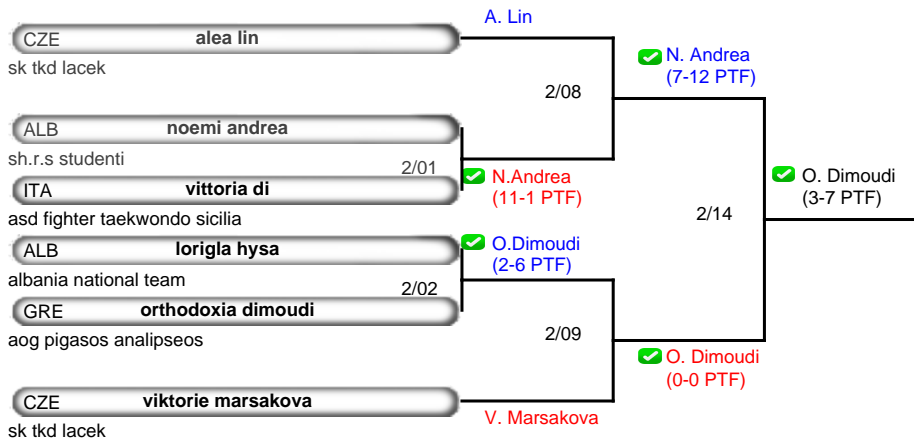 A. Lin
CZE alea lin
sk tkd lacek
N. Andrea
(7-12 PTF)
2/08
ALB noemi andrea
sh.r.s studenti
2/01
N.Andrea
(11-1 PTF)
ITA vittoria di
asd fighter taekwondo sicilia
O. Dimoudi
(3-7 PTF)
2/14
ALB lorigla hysa
albania national team
O.Dimoudi
(2-6 PTF)
2/02
GRE orthodoxia dimoudi
aog pigasos analipseos
2/09
O. Dimoudi
(0-0 PTF)
CZE viktorie marsakova
sk tkd lacek
V. Marsakova